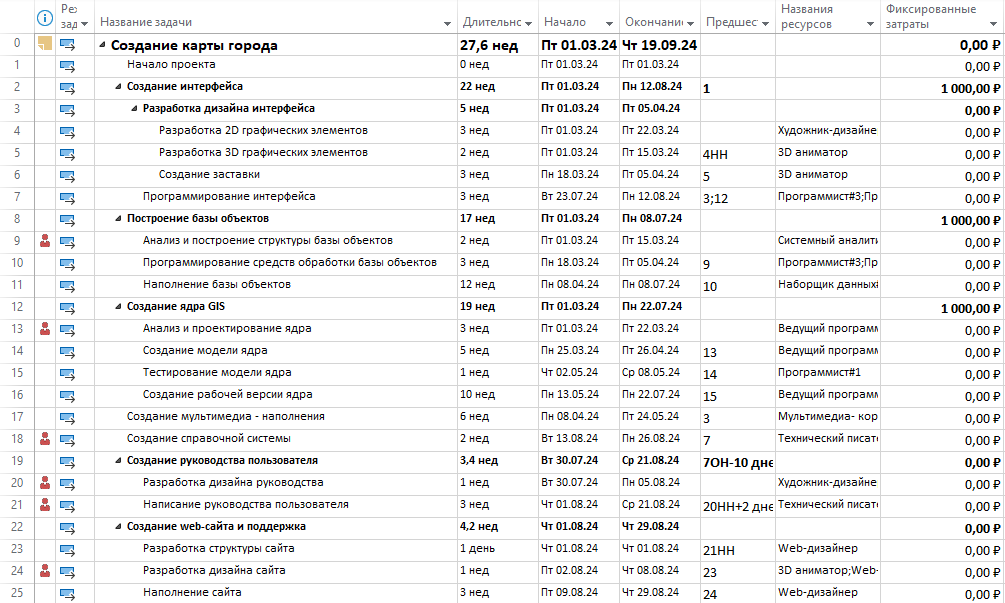 Ре: зад Название задачи Длительнс Начало Окончани Предшес Названия ресурсов Фиксированные затраты
0 Создание карты города 27,6 нед Пт 01.03.24 Чт 19.09.24 0,00 ₽
1 Начало проекта 0 нед Пт 01.03.24 Пт 01.03.24 0,00 ₽
2 Создание интерфейса 22 нед Пт 01.03.24 Пн 12.08.24 1 1 000,00 ₽
3 Разработка дизайна интерфейса 5 нед Пт 01.03.24 Пт 05.04.24 0,00 ₽
4 Разработка 2D графических элементов 3 нед Пт 01.03.24 Пт 22.03.24 Художник-дизайне 0,00 ₽
5 Разработка 3D графических элементов 2 нед Пт 01.03.24 Пт 15.03.24 4НН 3D аниматор 0,00 ₽
6 Создание заставки 3 нед Пн 18.03.24 Пт 05.04.24 5 3D аниматор 0,00 ₽
7 Программирование интерфейса 3 нед Вт 23.07.24 Пн 12.08.24 3;12 Программист#3;Пр 0,00 ₽
8 Построение базы объектов 17 нед Пт 01.03.24 Пн 08.07.24 1 000,00 ₽
9 Анализ и построение структуры базы объектов 2 нед Пт 01.03.24 Пт 15.03.24 Системный аналити 0,00 ₽
10 Программирование средств обработки базы объектов 3 нед Пн 18.03.24 Пт 05.04.24 9 Программист#3;Пр 0,00 ₽
11 Наполнение базы объектов 12 нед Пн 08.04.24 Пн 08.07.24 10 Наборщик данных# 0,00 ₽
12 Создание ядра GIS 19 нед Пт 01.03.24 Пн 22.07.24 1 000,00 ₽
13 Анализ и проектирование ядра 3 нед Пт 01.03.24 Пт 22.03.24 Ведущий программ 0,00 ₽
14 Создание модели ядра 5 нед Пн 25.03.24 Пт 26.04.24 13 Ведущий программ 0,00 ₽
15 Тестирование модели ядра 1 нед Чт 02.05.24 Ср 08.05.24 14 Программист#1 0,00 ₽
16 Создание рабочей версии ядра 10 нед Пн 13.05.24 Пн 22.07.24 15 Ведущий программ 0,00 ₽
17 Создание мультимедиа - наполнения 6 нед Пн 08.04.24 Пт 24.05.24 3 Мультимедиа- кор 0,00 ₽
18 Создание справочной системы 2 нед Вт 13.08.24 Пн 26.08.24 7 Технический писат 0,00 ₽
19 Создание руководства пользователя 3,4 нед Вт 30.07.24 Ср 21.08.24 7ОН-10 дне 0,00 ₽
20 Разработка дизайна руководства 1 нед Вт 30.07.24 Пн 05.08.24 Художник-дизайне 0,00 ₽
21 Написание руководства пользователя 3 нед Чт 01.08.24 Ср 21.08.24 20НН+2 дне Технический писат 0,00 ₽
22 Создание web-сайта и поддержка 4,2 нед Чт 01.08.24 Чт 29.08.24 0,00 ₽
23 Разработка структуры сайта 1 день Чт 01.08.24 Чт 01.08.24 21НН Web-дизайнер 0,00 ₽
24 Разработка дизайна сайта 1 нед Пт 02.08.24 Чт 08.08.24 23 3D аниматор;Web- 0,00 ₽
25 Наполнение сайта 3 нед Пт 09.08.24 Чт 29.08.24 24 Web-дизайнер 0,00 ₽